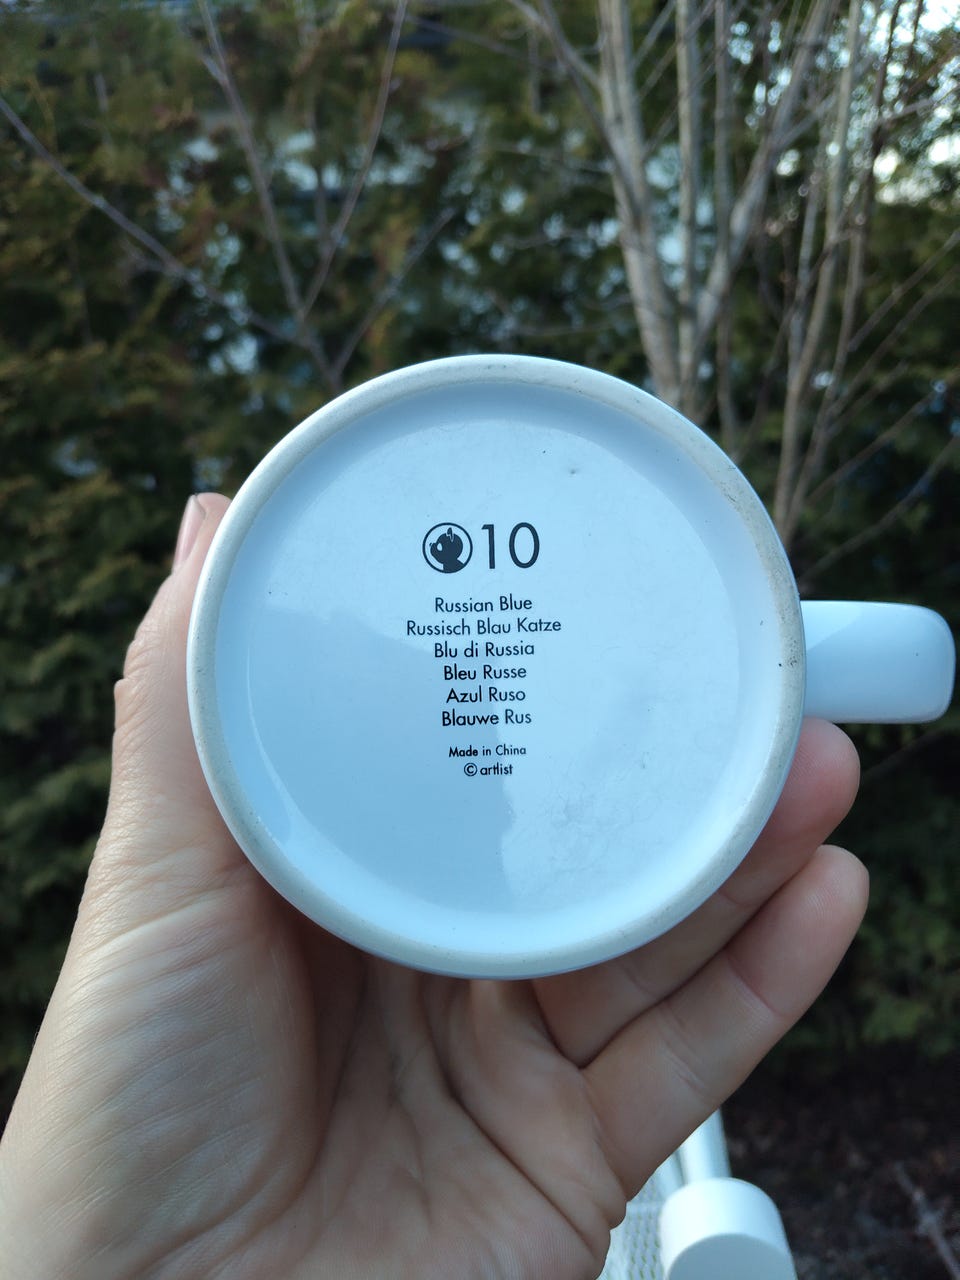 10
Russian Blue
Russisch Blau Katze
Blu di Russia
Bleu Russe
Azul Ruso
Blauwe Rus
Made in China
© artlist